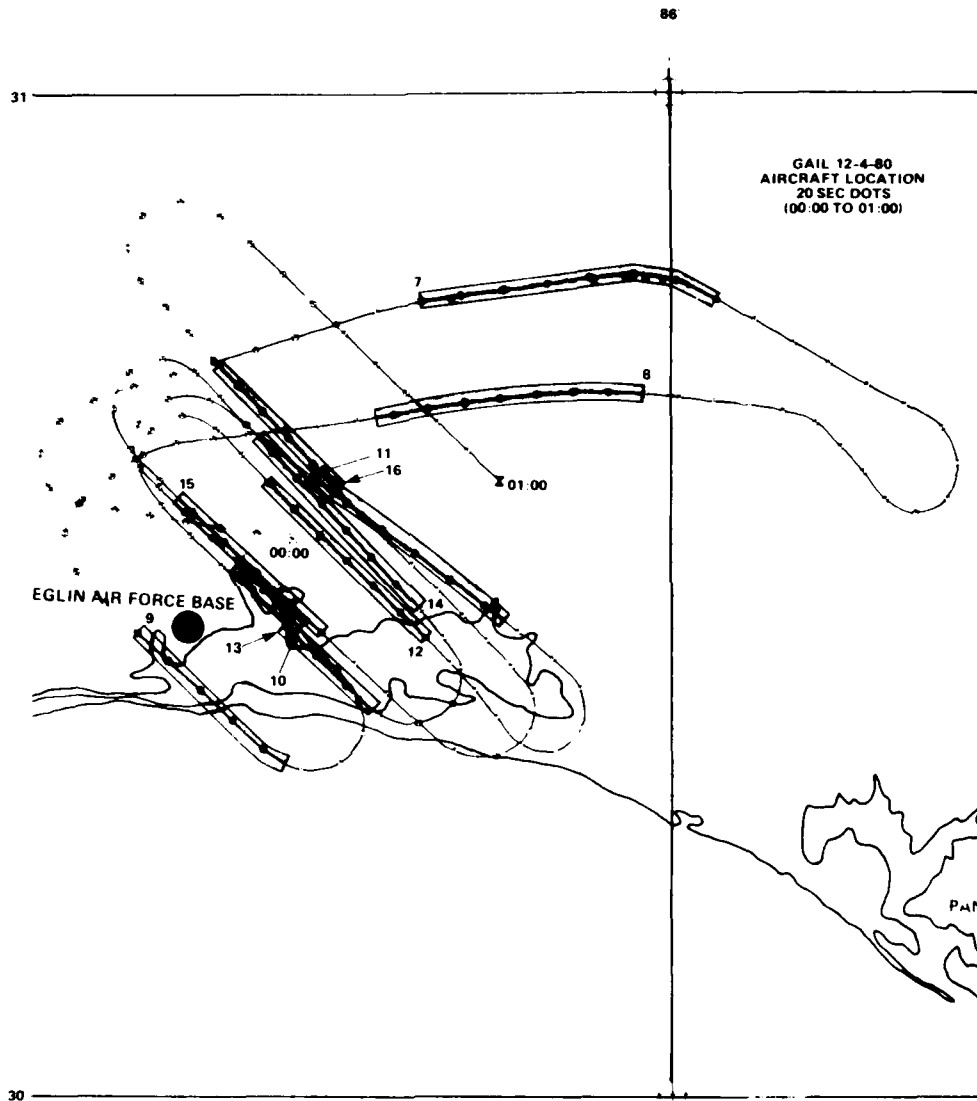 86
31
GAIL 12-4-80
AIRCRAFT LOCATION
20 SEC DOTS
(00:00 TO 01:00)
7
8
11
16
01:00
15
00:00
EGLIN AIR FORCE BASE
9
14
13
12
10
PAN
30